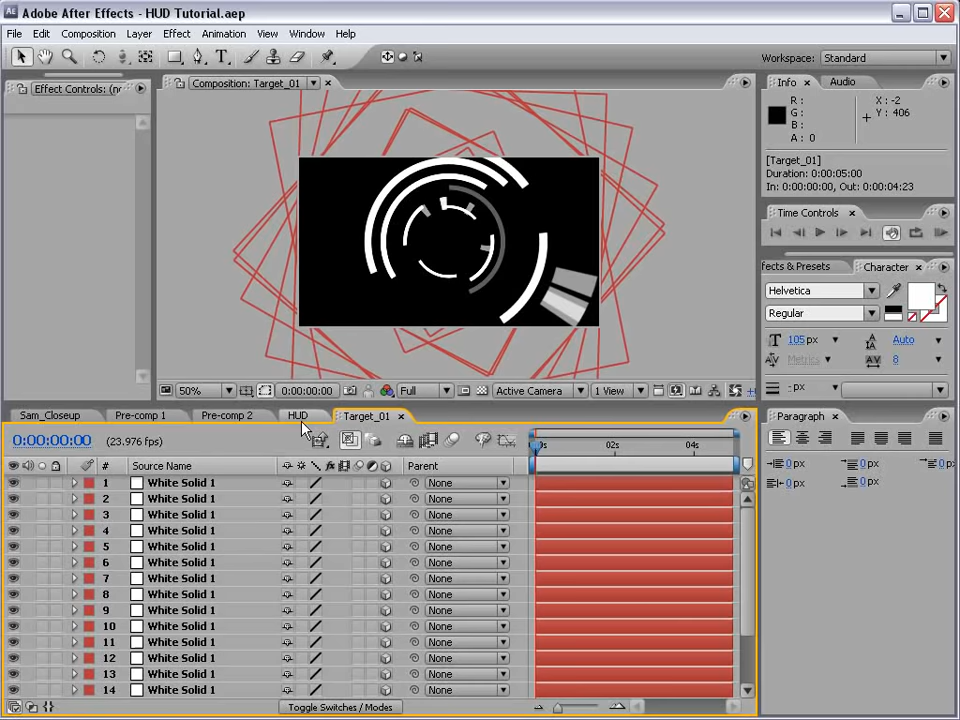 Adobe After Effects - HUD Tutorial.aep
File Edit Composition Layer Effect Animation View Window Help
Workspace: Standard
Effect Controls: (no
Composition: Target_01
Info Audio
R: X: -2
G: Y: 406
B:
A: 0
[Target_01]
Duration: 0:00:05:00
In: 0:00:00:00, Out: 0:00:04:23
Time Controls
ffects & Presets Character
Helvetica
Regular
105 px Auto
Metrics 8
- px
50% 0:00:00:00 Full Active Camera 1 View +
Sam_Closeup Pre-comp 1 Pre-comp 2 HUD Target_01
Paragraph
0:00:00:00 (23.976 fps)
0s 02s 04s
# Source Name Parent
0 px 0 px 0 px
0 px 0 px
1 White Solid 1 None
2 White Solid 1 None
3 White Solid 1 None
4 White Solid 1 None
5 White Solid 1 None
6 White Solid 1 None
7 White Solid 1 None
8 White Solid 1 None
9 White Solid 1 None
10 White Solid 1 None
11 White Solid 1 None
12 White Solid 1 None
13 White Solid 1 None
14 White Solid 1 None
Toggle Switches / Modes